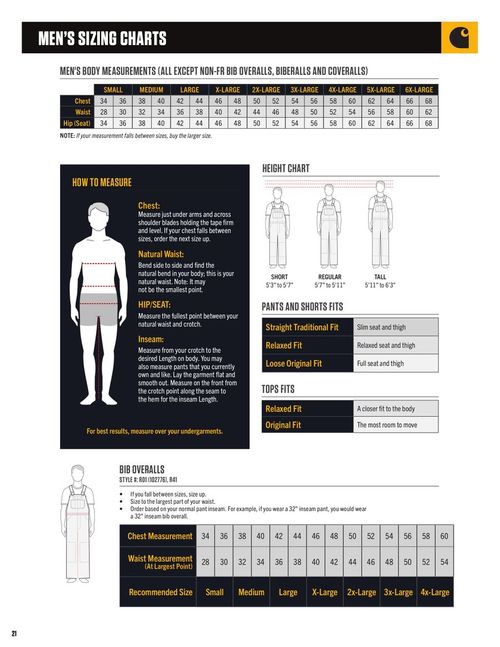 MEN'S SIZING CHARTS
MEN'S BODY MEASUREMENTS (ALL EXCEPT NON-FR BIB OVERALLS, BIBERALLS AND COVERALLS)
SMALL MEDIUM LARGE X-LARGE 2X-LARGE 3X-LARGE 4X-LARGE 5X-LARGE 6X-LARGE
Chest 34 36 38 40 42 44 46 48 50 52 54 56 58 60 62 64 66 68
Waist 28 30 32 34 36 38 40 42 44 46 48 50 52 54 56 58 60 62
Hip (Seat) 34 36 38 40 42 44 46 48 50 52 54 56 58 60 62 64 66 68
NOTE: If your measurement falls between sizes, buy the larger size.
HOW TO MEASURE
Chest:
Measure just under arms and across
shoulder blades holding the tape firm
and level. If your chest falls between
sizes, order the next size up.
Natural Waist:
Bend side to side and find the
natural bend in your body; this is your
natural waist. Note: It may
not be the smallest point.
HIP/SEAT:
Measure the fullest point between your
natural waist and crotch.
Inseam:
Measure from your crotch to the
desired Length on body. You may
also measure pants that you currently
own and like. Lay the garment flat and
smooth out. Measure on the front from
the crotch point along the seam to
the hem for the inseam Length.
For best results, measure over your undergarments.
HEIGHT CHART
SHORT REGULAR TALL
5'3" to 5'7" 5'7" to 5'11" 5'11" to 6'3"
PANTS AND SHORTS FITS
Straight Traditional Fit Slim seat and thigh
Relaxed Fit Relaxed seat and thigh
Loose Original Fit Full seat and thigh
TOPS FITS
Relaxed Fit A closer fit to the body
Original Fit The most room to move
BIB OVERALLS
STYLE #: R01 (102776), R41
• If you fall between sizes, size up.
• Size to the largest part of your waist.
• Order based on your normal pant inseam. For example, if you wear a 32" inseam pant, you would wear
a 32" inseam bib overall.
Chest Measurement 34 36 38 40 42 44 46 48 50 52 54 56 58 60
Waist Measurement 28 30 32 34 36 38 40 42 44 46 48 50 52 54
(At Largest Point)
Recommended Size Small Medium Large X-Large 2x-Large 3x-Large 4x-Large
21